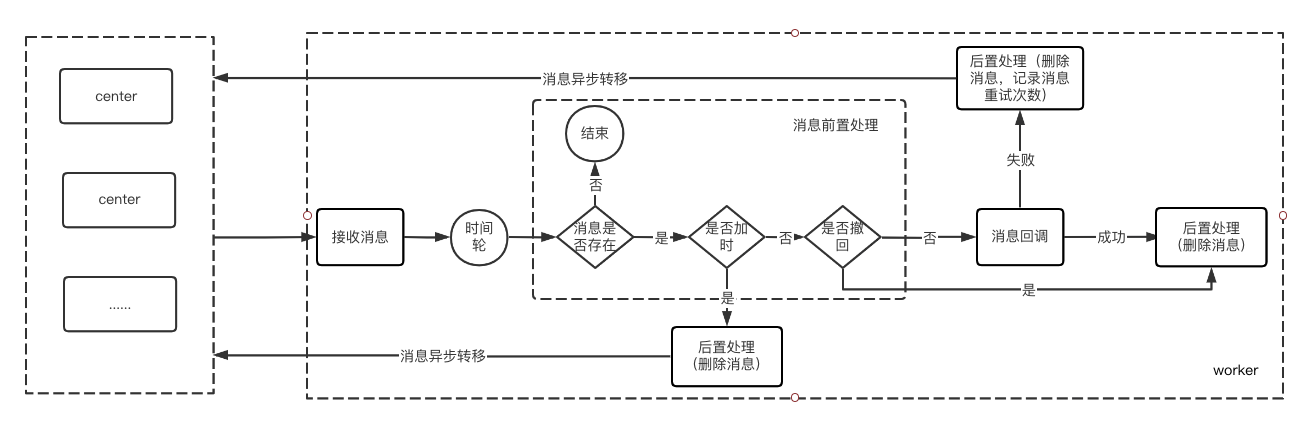 center
center
......
消息异步转移
后置处理（删除
消息，记录消息
重试次数）
消息前置处理
结束
否
失败
接收消息
时间
轮
消息是
否存在
是
是否加
时
否
是否撤
回
否
消息回调
成功
后置处理
（删除消息）
是
是
消息异步转移
后置处理
（删除消息）
worker